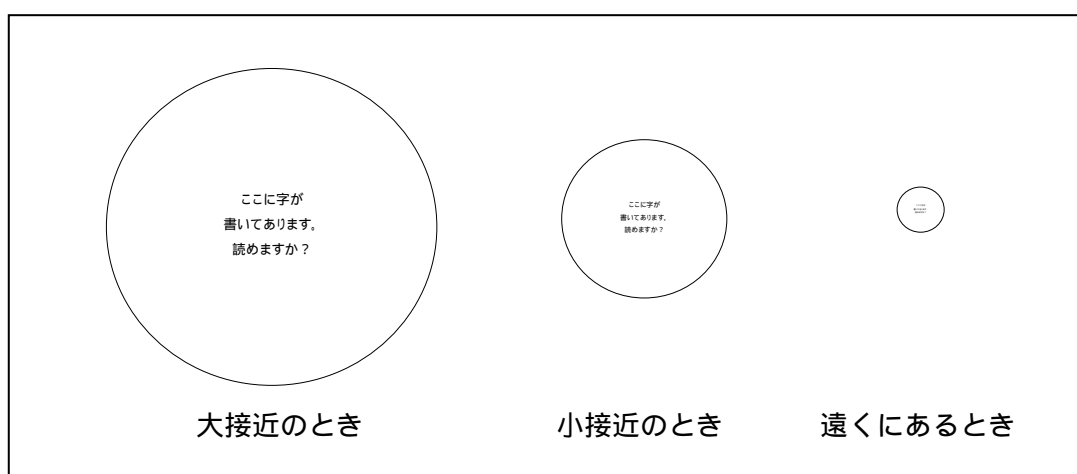 ここに字が
書いてあります。
読めますか？
ここに字が
書いてあります。
読めますか？
大接近のとき
小接近のとき
遠くにあるとき